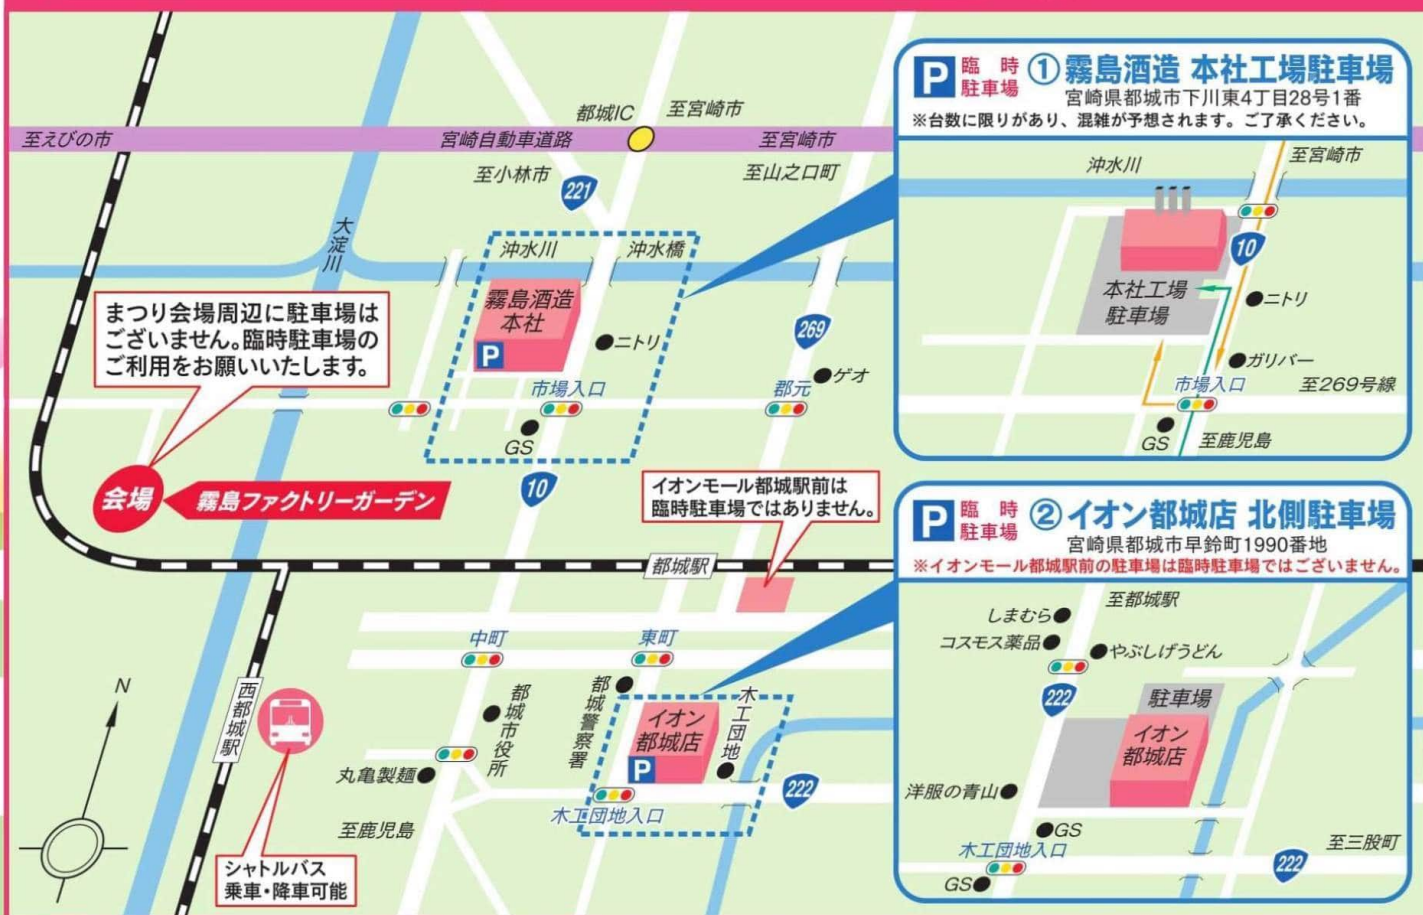 都城IC
至宮崎市
至えびの市
宮崎自動車道路
至宮崎市
至小林市
221
至山之口町
大淀川
沖水川
沖水橋
霧島酒造
本社
P
ニトリ
269
ゲオ
市場入口
郡元
GS
10
まつり会場周辺に駐車場は
ございません。臨時駐車場の
ご利用をお願いいたします。
会場
霧島ファクトリーガーデン
イオンモール都城駅前は
臨時駐車場ではありません。
都城駅
中町
東町
都城市役所
都城警察署
イオン
都城店
P
木工団地
丸亀製麺
222
木工団地入口
至鹿児島
西都城駅
N
シャトルバス
乗車・降車可能
P 臨時駐車場 ①霧島酒造 本社工場駐車場
宮崎県都城市下川東4丁目28号1番
※台数に限りがあり、混雑が予想されます。ご了承ください。
沖水川
至宮崎市
10
本社工場
駐車場
ニトリ
ガリバー
市場入口
至269号線
GS
至鹿児島
P 臨時駐車場 ②イオン都城店 北側駐車場
宮崎県都城市早鈴町1990番地
※イオンモール都城駅前の駐車場は臨時駐車場ではございません。
至都城駅
しまむら
コスモス薬品
やぶしげうどん
222
駐車場
イオン
都城店
洋服の青山
GS
木工団地入口
至三股町
222
GS